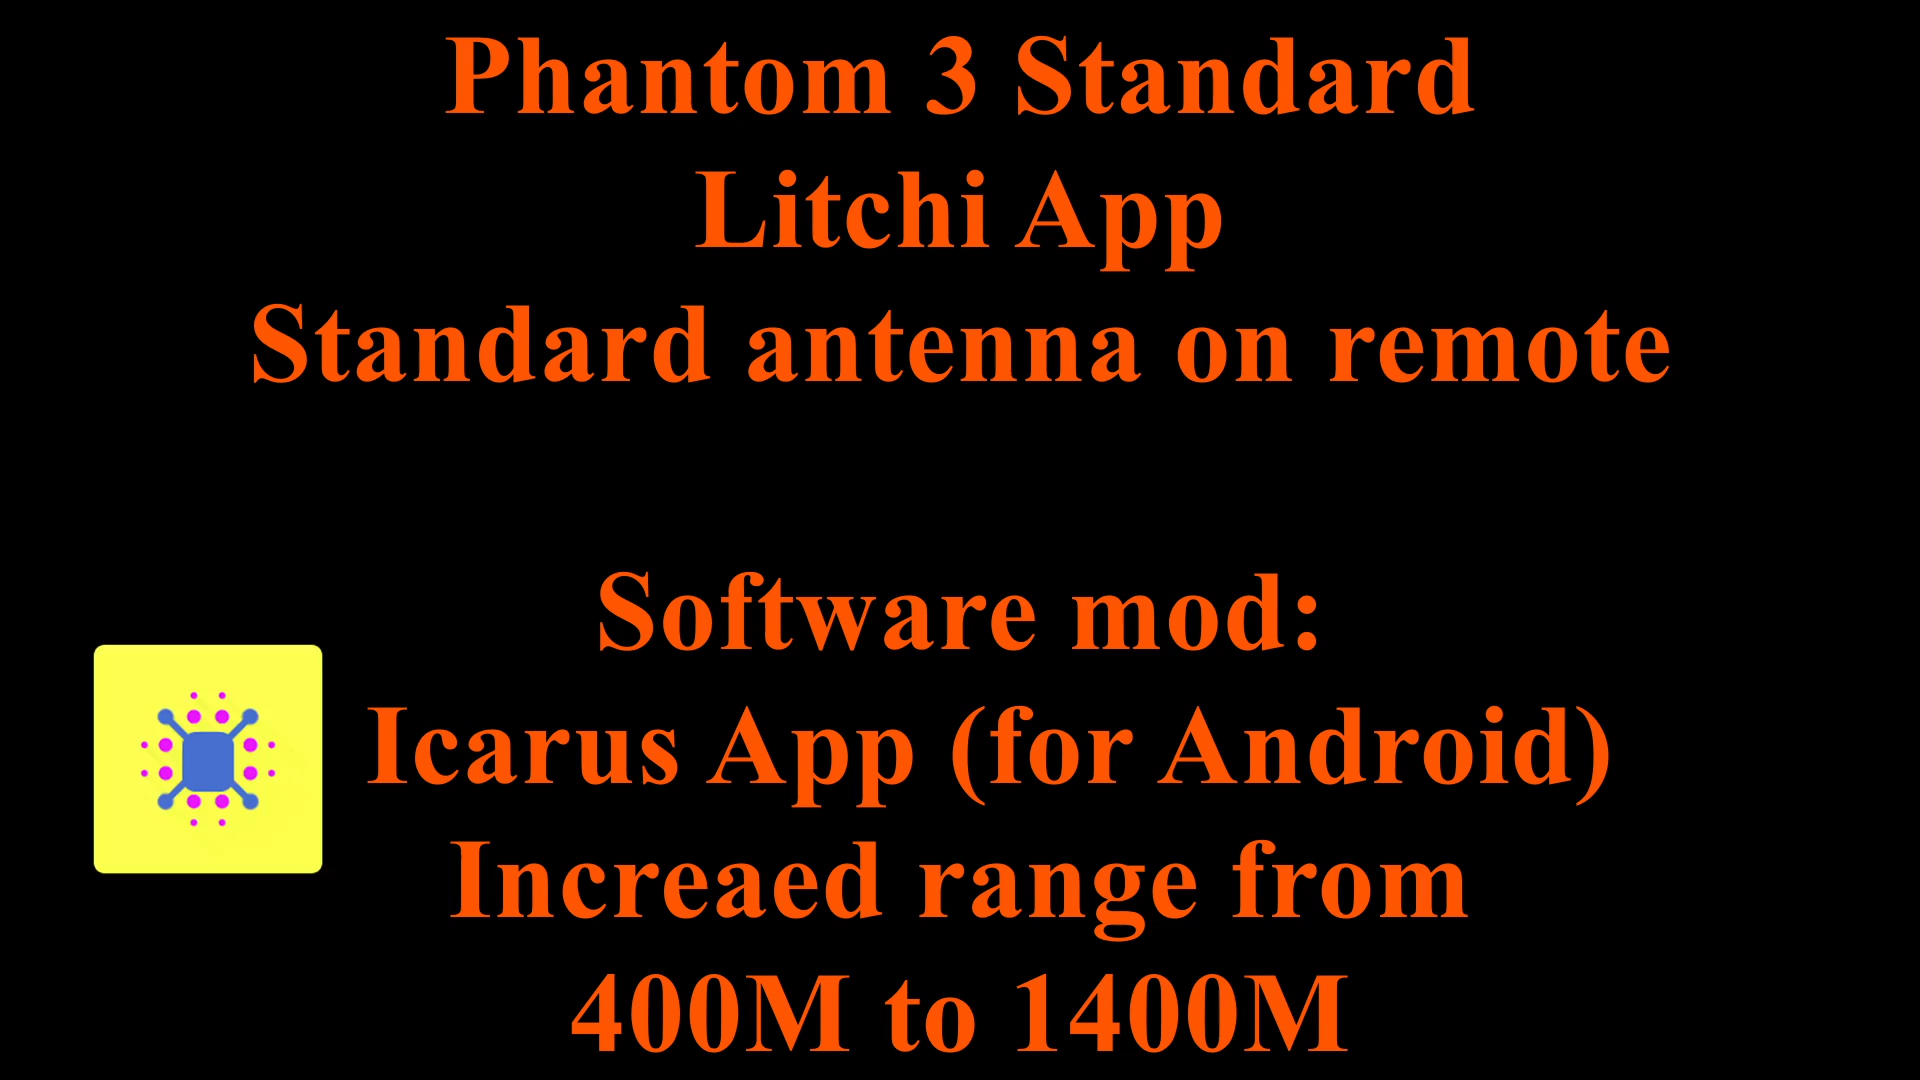 Phantom 3 Standard
Litchi App
Standard antenna on remote
Software mod:
Icarus App (for Android)
Increaed range from
400M to 1400M